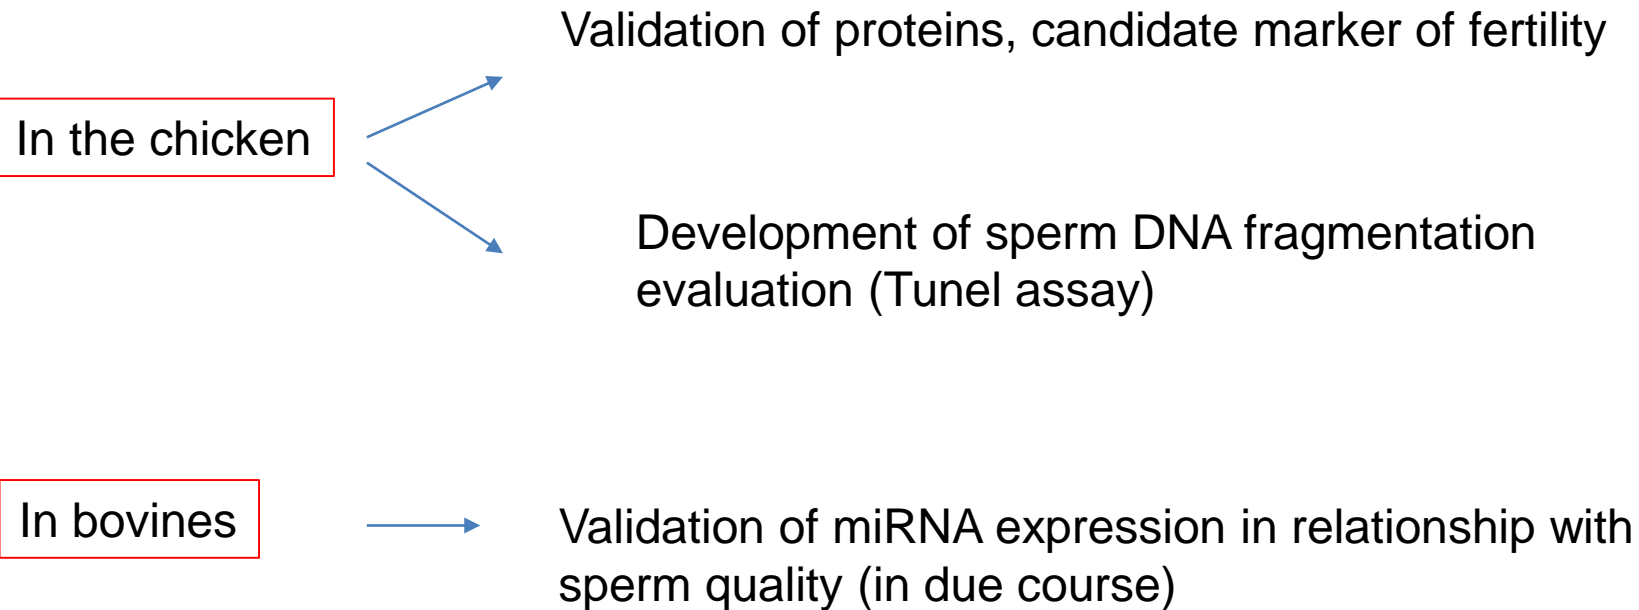 Validation of proteins, candidate marker of fertility
In the chicken
Development of sperm DNA fragmentation
evaluation (Tunel assay)
In bovines
Validation of miRNA expression in relationship with
sperm quality (in due course)